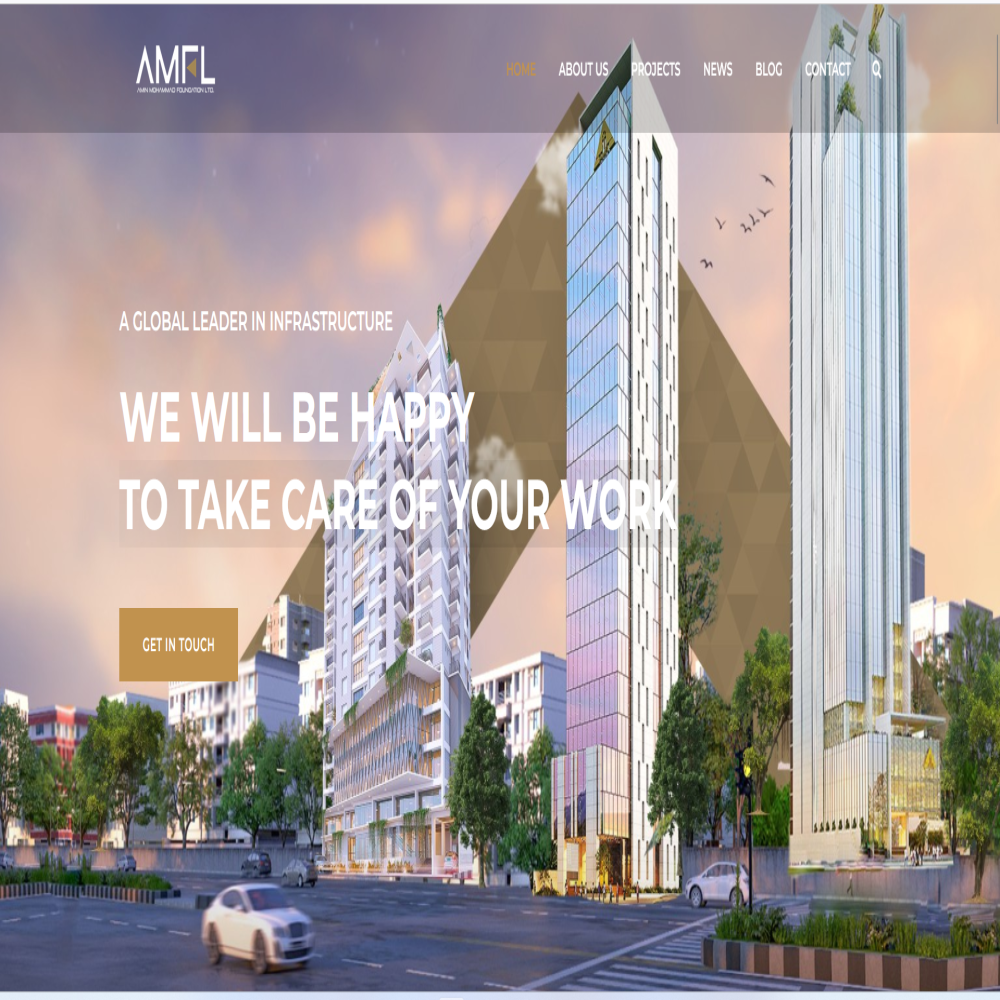 AMFL
AMIN MOHAMMAD FOUNDATION LTD.
HOME ABOUT US PROJECTS NEWS BLOG CONTACT
A GLOBAL LEADER IN INFRASTRUCTURE
WE WILL BE HAPPY
TO TAKE CARE OF YOUR WORK
GET IN TOUCH